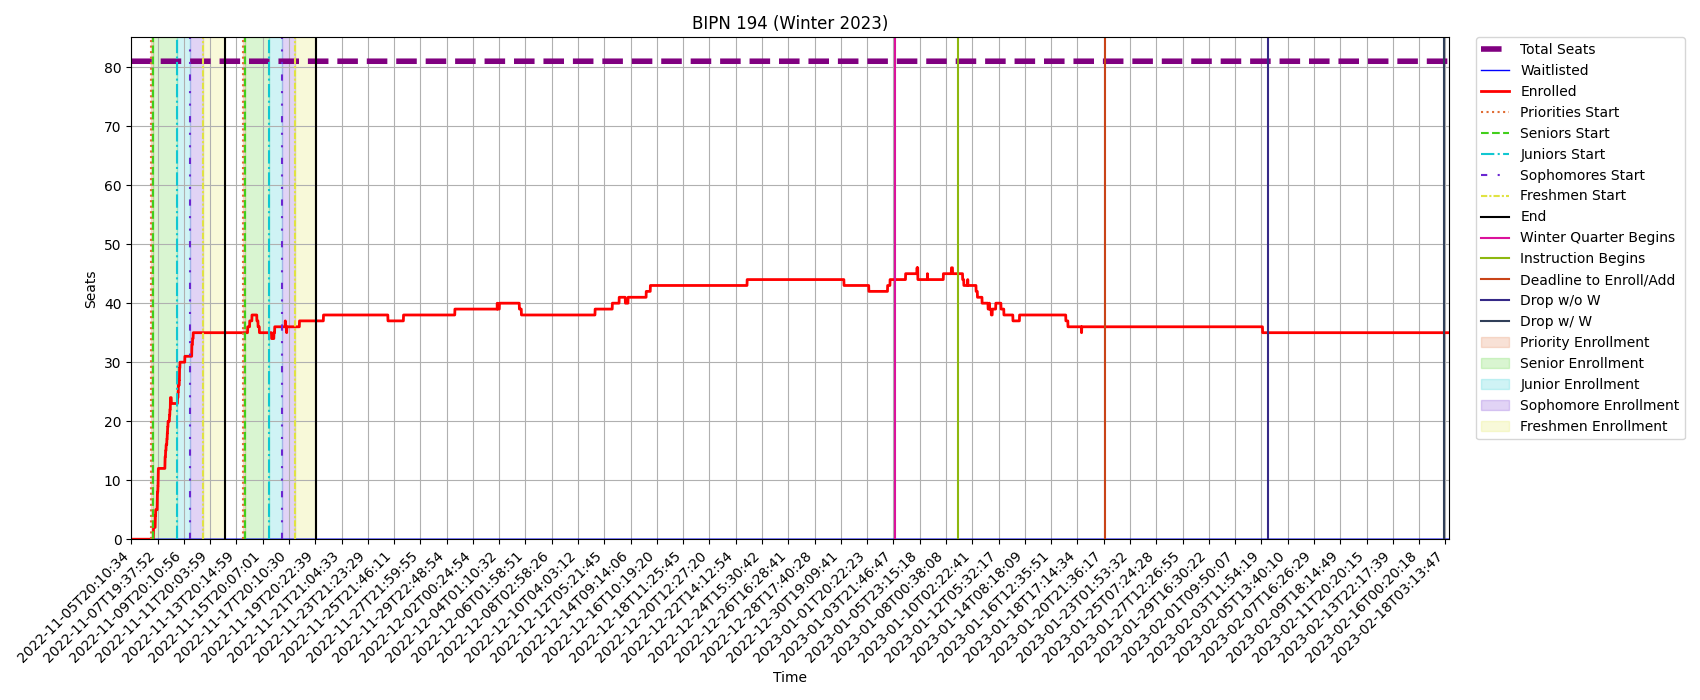 BIPN 194 (Winter 2023)
Seats
80
70
60
50
40
30
20
10
0
2022-11-05T20:10:34
2022-11-07T19:37:52
2022-11-09T20:10:56
2022-11-11T20:03:59
2022-11-13T20:14:59
2022-11-15T20:07:01
2022-11-17T20:10:30
2022-11-19T20:22:39
2022-11-21T21:04:33
2022-11-23T21:23:29
2022-11-25T21:46:11
2022-11-27T21:59:55
2022-11-29T22:48:54
2022-12-02T00:24:54
2022-12-04T01:10:32
2022-12-06T01:58:51
2022-12-08T02:58:26
2022-12-10T04:03:12
2022-12-12T05:21:45
2022-12-14T09:14:06
2022-12-16T10:19:20
2022-12-18T11:25:45
2022-12-20T12:27:20
2022-12-22T14:12:54
2022-12-24T15:30:42
2022-12-26T16:28:41
2022-12-28T17:40:28
2022-12-30T19:09:41
2023-01-01T20:22:23
2023-01-03T21:46:47
2023-01-05T23:15:18
2023-01-08T00:38:08
2023-01-10T02:22:41
2023-01-12T05:32:17
2023-01-14T08:18:09
2023-01-16T12:35:51
2023-01-18T17:14:34
2023-01-20T21:36:17
2023-01-23T01:53:32
2023-01-25T07:24:28
2023-01-27T12:26:55
2023-01-29T16:30:22
2023-02-01T09:50:07
2023-02-03T11:54:19
2023-02-05T13:40:10
2023-02-07T16:26:29
2023-02-09T18:14:49
2023-02-11T20:20:15
2023-02-13T22:17:39
2023-02-16T00:20:18
2023-02-18T03:13:47
Time
Total Seats
Waitlisted
Enrolled
Priorities Start
Seniors Start
Juniors Start
Sophomores Start
Freshmen Start
End
Winter Quarter Begins
Instruction Begins
Deadline to Enroll/Add
Drop w/o W
Drop w/ W
Priority Enrollment
Senior Enrollment
Junior Enrollment
Sophomore Enrollment
Freshmen Enrollment